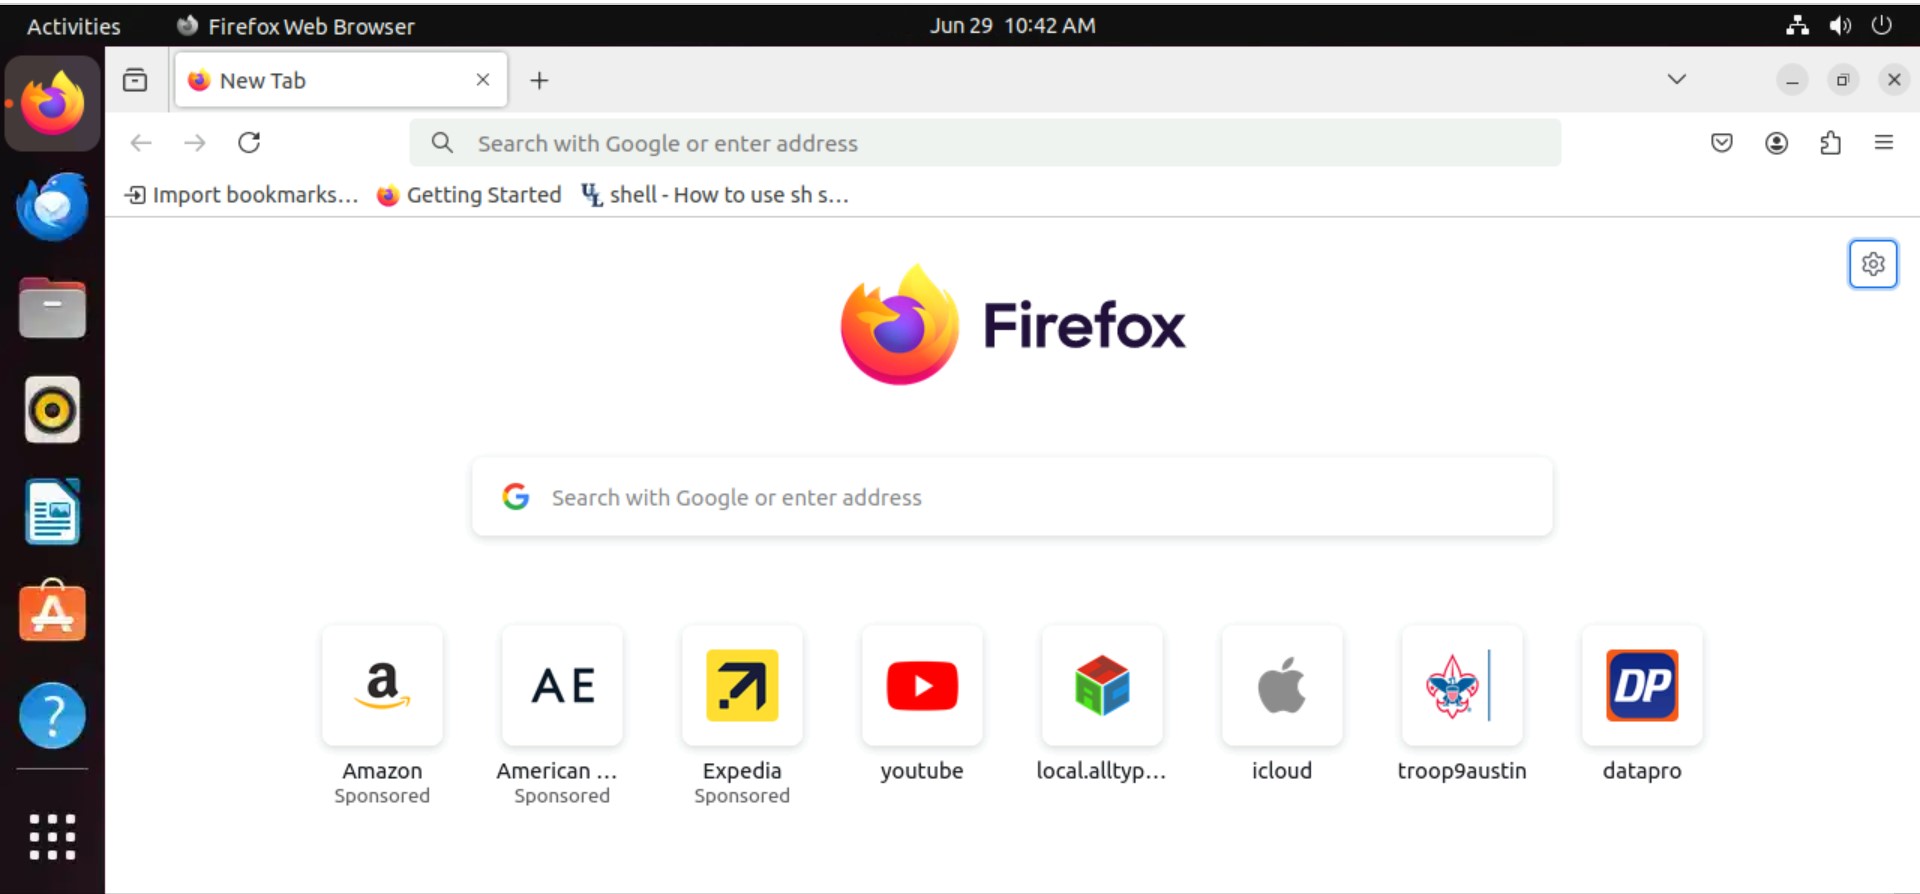 Activities Firefox Web Browser Jun 29 10:42 AM
New Tab
Search with Google or enter address
Import bookmarks... Getting Started UL shell - How to use sh s...
Firefox
Search with Google or enter address
a AE DP
Amazon American ... Expedia youtube local.alltyp... icloud troop9austin datapro
Sponsored Sponsored Sponsored